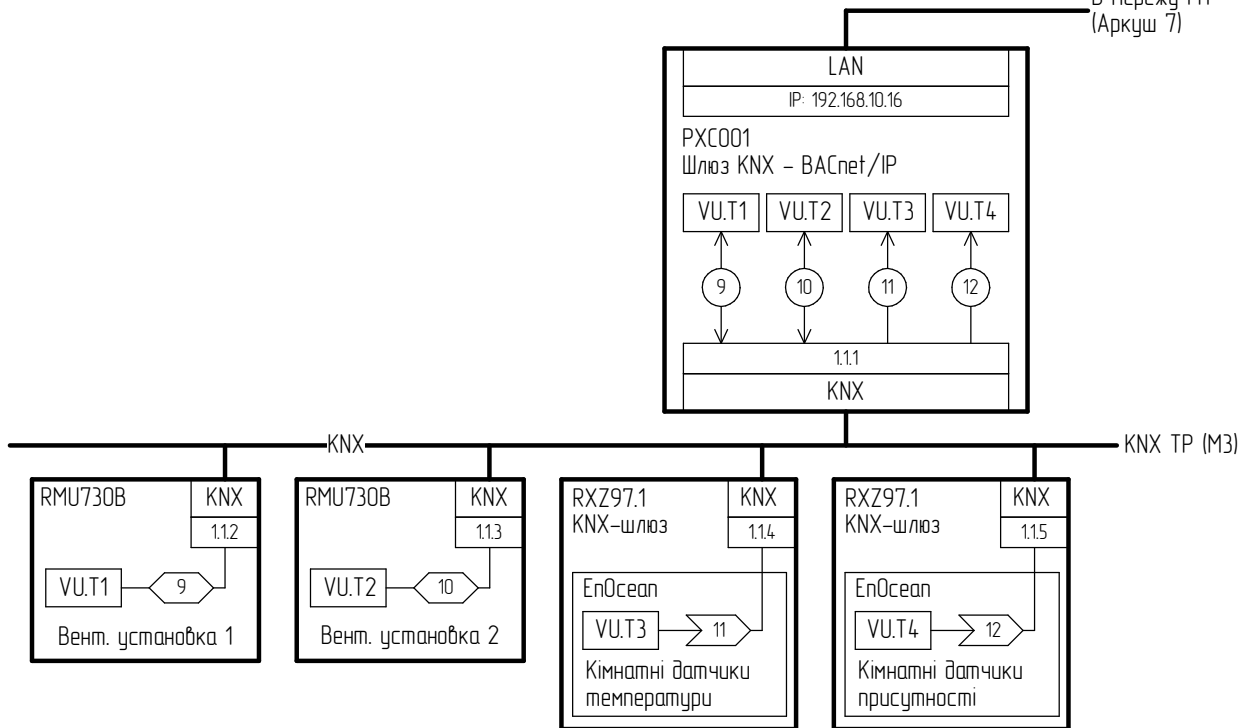 (Аркуш 7)
LAN
IP: 192.168.10.16
PXC001
Шлюз KNX - BACnet/IP
VU.T1 VU.T2 VU.T3 VU.T4
9 10 11 12
1.1.1
KNX
KNX
KNX TP (M3)
RMU730B KNX
1.1.2
VU.T1 9
Вент. установка 1
RMU730B KNX
1.1.3
VU.T2 10
Вент. установка 2
RXZ97.1 KNX
KNX-шлюз
1.1.4
EnOcean
VU.T3 11
Кімнатні датчики
температури
RXZ97.1 KNX
KNX-шлюз
1.1.5
EnOcean
VU.T4 12
Кімнатні датчики
присутності